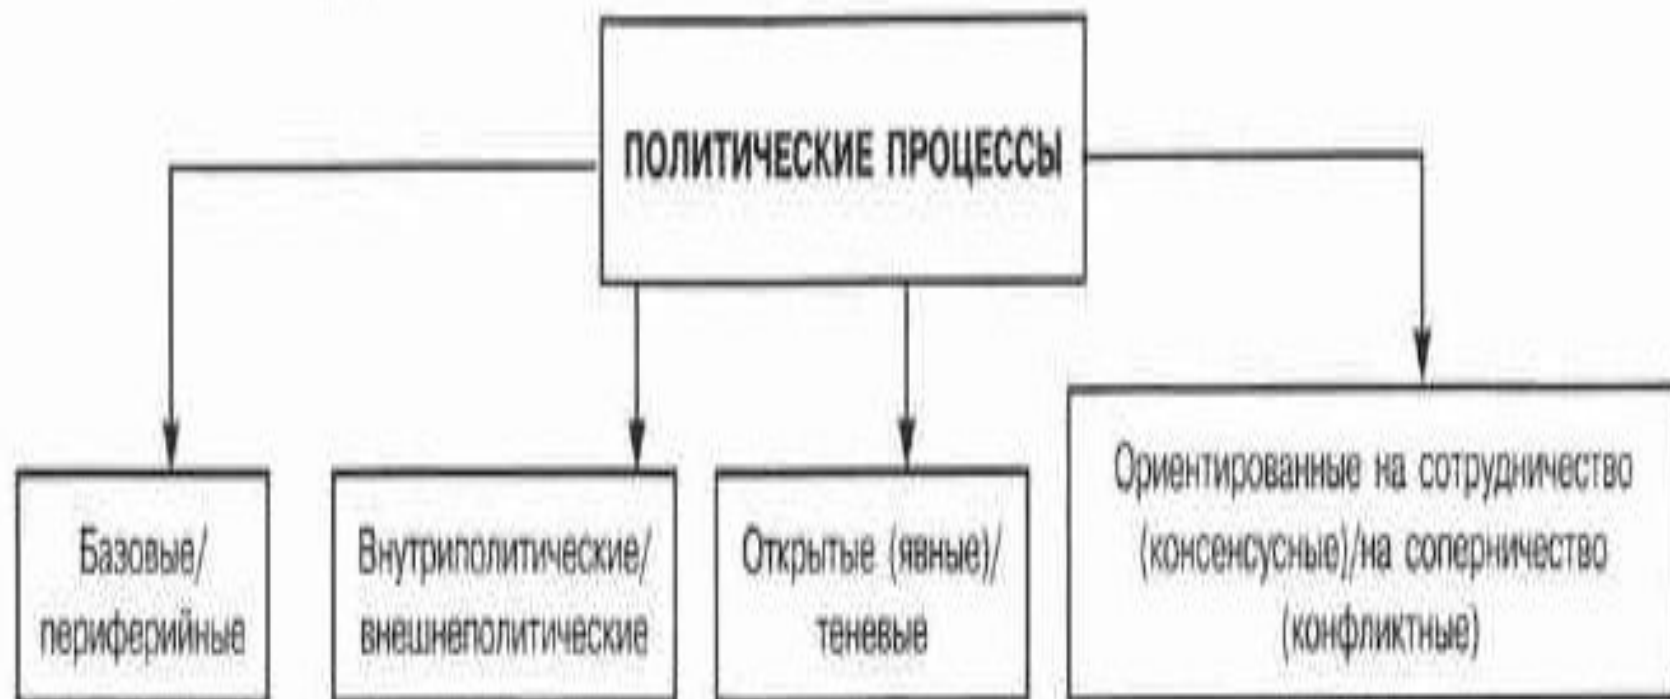 ПОЛИТИЧЕСКИЕ ПРОЦЕССЫ
Базовые/
периферийные
Внутриполитические/
внешнеполитические
Открытые (явные)/
теневые
Ориентированные на сотрудничество
(консенсусные)/на соперничество
(конфликтные)